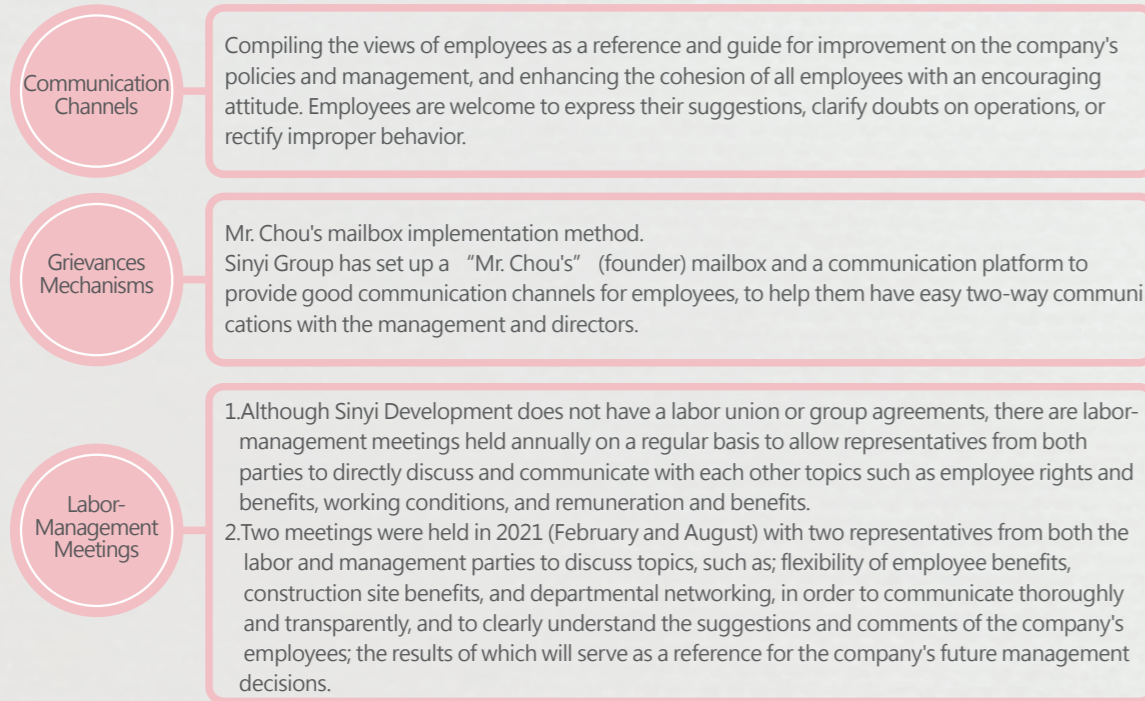 Communication
Channels
Compiling the views of employees as a reference and guide for improvement on the company's
policies and management, and enhancing the cohesion of all employees with an encouraging
attitude. Employees are welcome to express their suggestions, clarify doubts on operations, or
rectify improper behavior.
Grievances
Mechanisms
Mr. Chou's mailbox implementation method.
Sinyi Group has set up a “Mr. Chou's” (founder) mailbox and a communication platform to
provide good communication channels for employees, to help them have easy two-way communi
cations with the management and directors.
Labor-
Management
Meetings
1.Although Sinyi Development does not have a labor union or group agreements, there are labor-
management meetings held annually on a regular basis to allow representatives from both
parties to directly discuss and communicate with each other topics such as employee rights and
benefits, working conditions, and remuneration and benefits.
2.Two meetings were held in 2021 (February and August) with two representatives from both the
labor and management parties to discuss topics, such as; flexibility of employee benefits,
construction site benefits, and departmental networking, in order to communicate thoroughly
and transparently, and to clearly understand the suggestions and comments of the company's
employees; the results of which will serve as a reference for the company's future management
decisions.